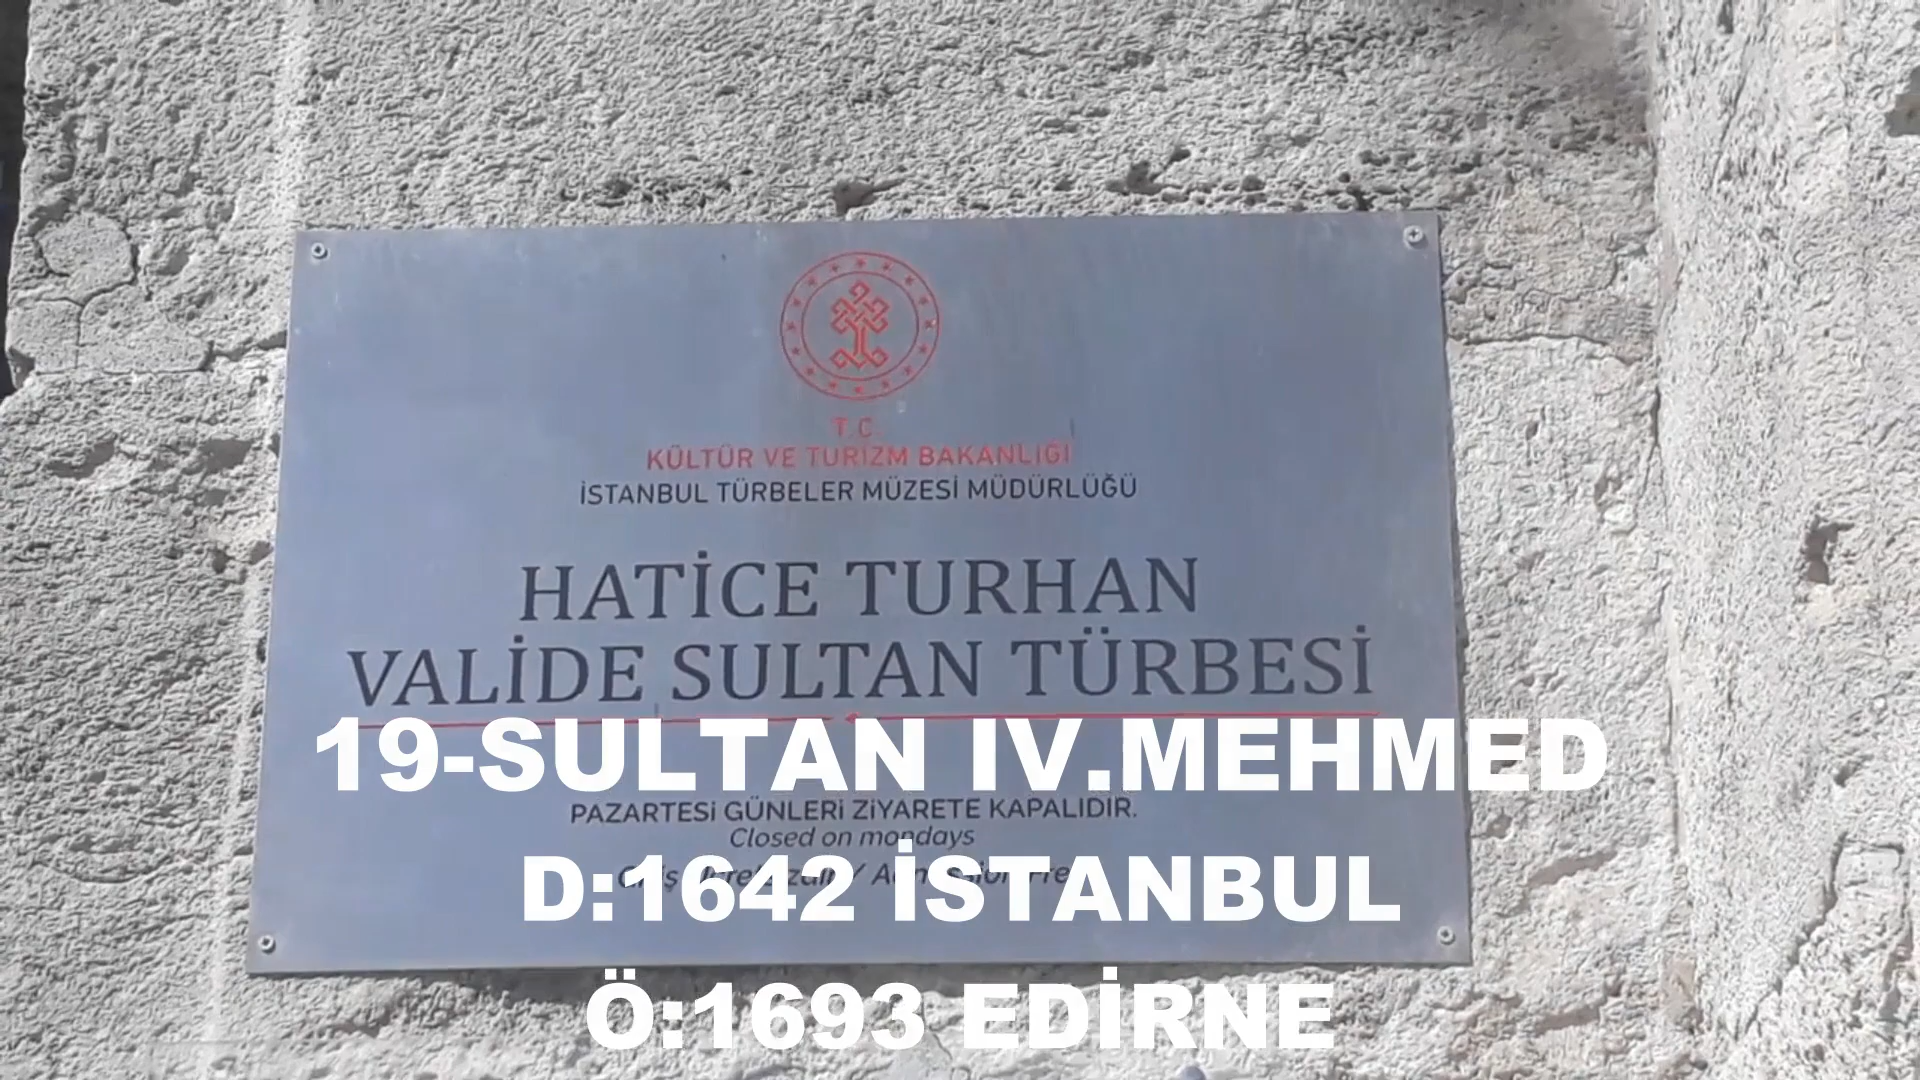 T.C.
KÜLTÜR VE TURİZM BAKANLIĞI
İSTANBUL TÜRBELER MÜZESİ MÜDÜRLÜĞÜ
HATİCE TURHAN
VALİDE SULTAN TÜRBESİ
19-SULTAN IV.MEHMED
PAZARTESİ GÜNLERİ ZİYARETE KAPALIDIR.
Closed on mondays
D:1642 İSTANBUL
Ö:1693 EDİRNE